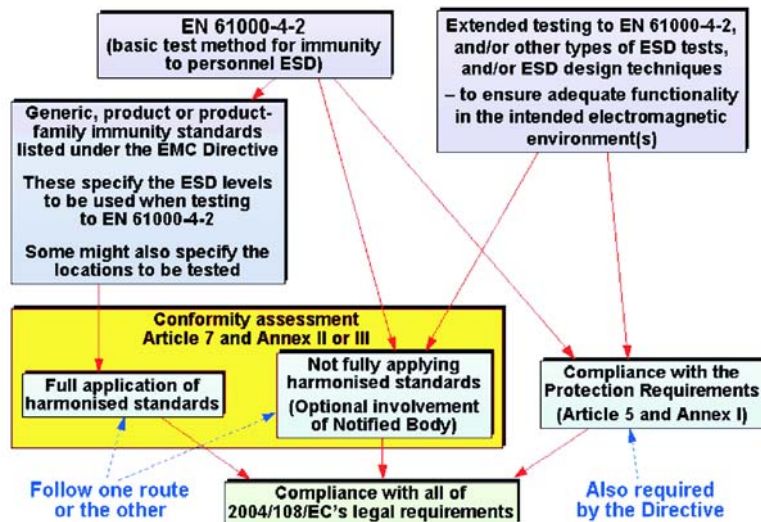 EN 61000-4-2
(basic test method for immunity
to personnel ESD)
Extended testing to EN 61000-4-2,
and/or other types of ESD tests,
and/or ESD design techniques
– to ensure adequate functionality
in the intended electromagnetic
environment(s)
Generic, product or product-
family immunity standards
listed under the EMC Directive
These specify the ESD levels
to be used when testing
to EN 61000-4-2
Some might also specify the
locations to be tested
Conformity assessment
Article 7 and Annex II or III
Full application of
harmonised standards
Not fully applying
harmonised standards
(Optional involvement
of Notified Body)
Compliance with the
Protection Requirements
(Article 5 and Annex I)
Follow one route
or the other
Compliance with all of
2004/108/EC's legal requirements
Also required
by the Directive